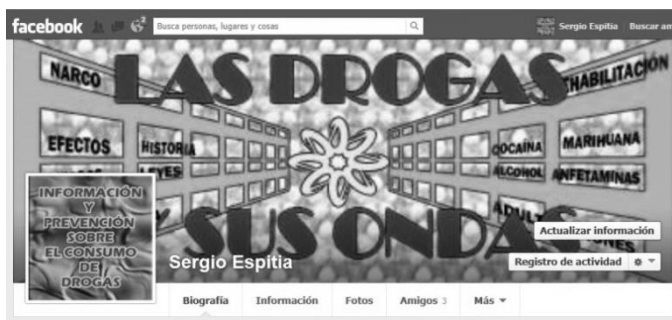 facebook
2
Busca personas, lugares y cosas
Sergio Espitia
Buscar am
LAS DROGAS
NARCO
EHABILITACIÓN
EFECTOS
HISTORIA
LEYES
COCAÍNA
MARIHUANA
ALCOHOL
ANFETAMINAS
Y SUS ONDAS
INFORMACIÓN
Y
PREVENCIÓN
SOBRE
EL CONSUMO
DE
DROGAS
Sergio Espitia
Actualizar información
Registro de actividad
Biografía
Información
Fotos
Amigos 3
Más